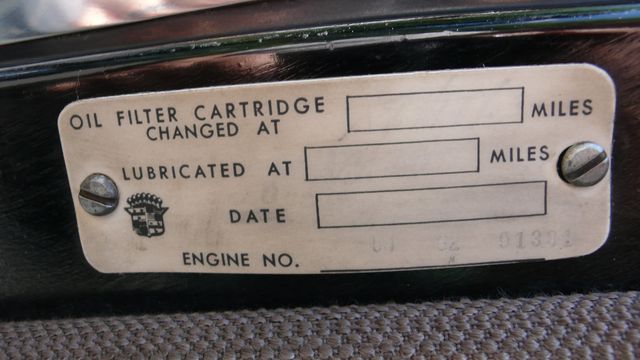 OIL FILTER CARTRIDGE
CHANGED AT MILES
LUBRICATED AT MILES
DATE
ENGINE NO.